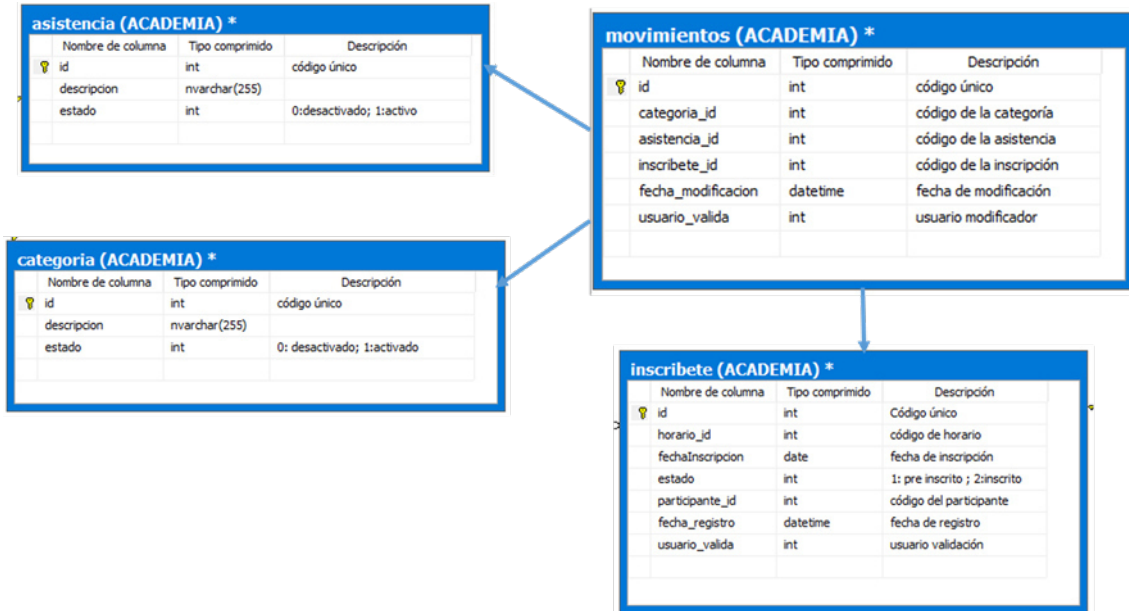 asistencia (ACADEMIA) *
Nombre de columna Tipo comprimido Descripción
id int código único
descripcion nvarchar(255)
estado int 0:desactivado; 1:activo
movimientos (ACADEMIA) *
Nombre de columna Tipo comprimido Descripción
id int código único
categoria_id int código de la categoría
asistencia_id int código de la asistencia
inscribete_id int código de la inscripción
fecha_modificacion datetime fecha de modificación
usuario_valida int usuario modificador
categoria (ACADEMIA) *
Nombre de columna Tipo comprimido Descripción
id int código único
descripcion nvarchar(255)
estado int 0: desactivado; 1:activado
inscribete (ACADEMIA) *
Nombre de columna Tipo comprimido Descripción
id int Código único
horario_id int código de horario
fechaInscripcion date fecha de inscripción
estado int 1: pre inscrito ; 2:inscrito
participante_id int código del participante
fecha_registro datetime fecha de registro
usuario_valida int usuario validación